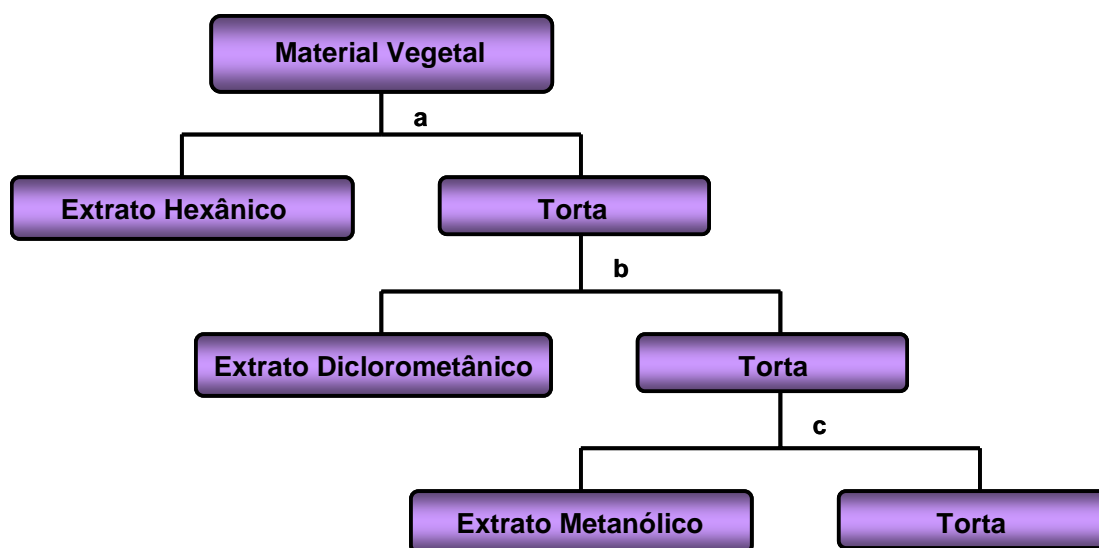 Material Vegetal
a
Extrato Hexânico
Torta
b
Extrato Diclorometânico
Torta
c
Extrato Metanólico
Torta